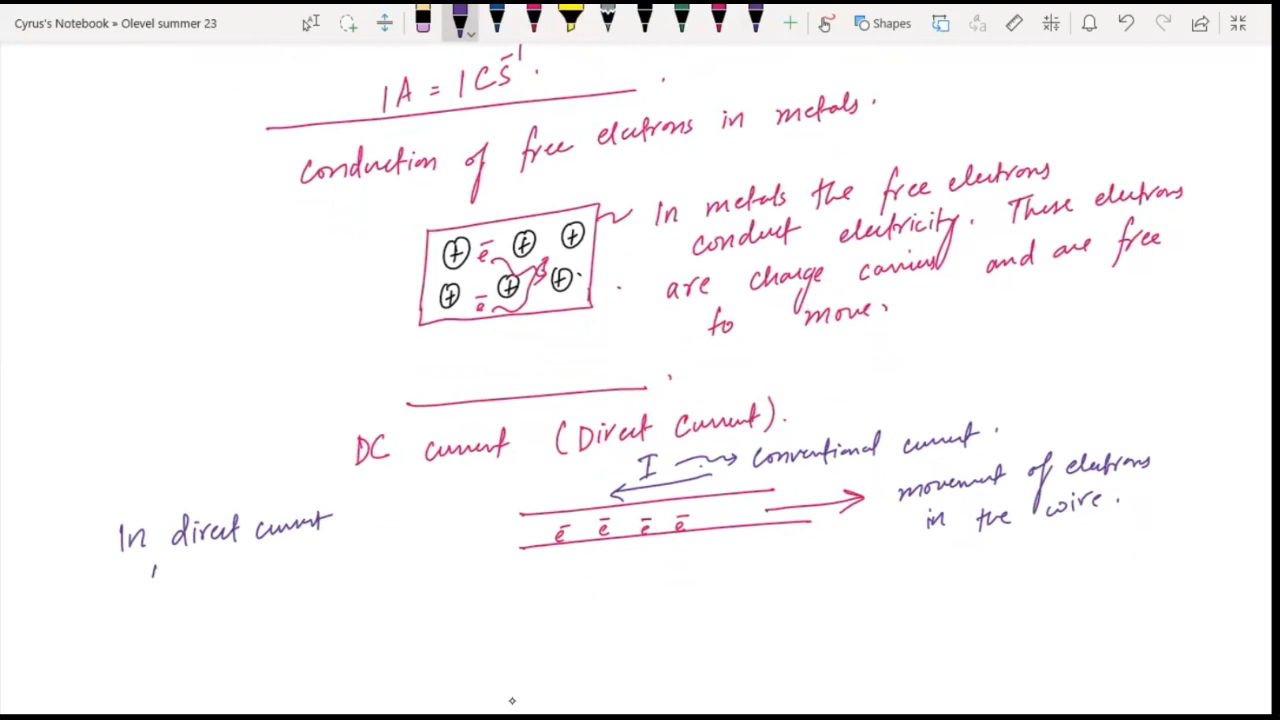 Cyrus's Notebook » Olevel summer 23
Shapes
1A = 1Cs⁻¹.
Conduction of free electrons in metals.
In metals the free electrons
conduct electricity. These electrons
are charge carriers and are free
to move.
+ e⁻ + +
+ e⁻ + +
DC current (Direct Current).
I → conventional current.
movement of electrons
in the wire.
e⁻ e⁻ e⁻ e⁻
In direct current